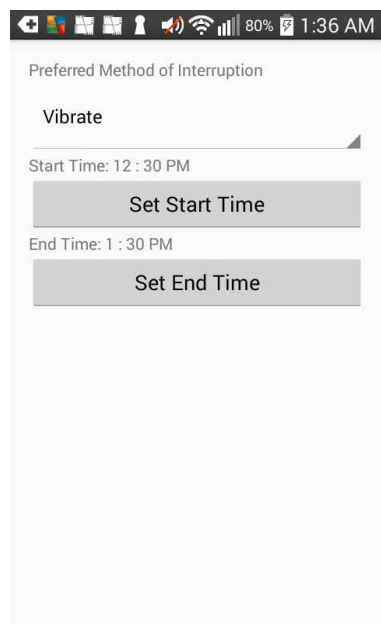 80% 1:36 AM
Preferred Method of Interruption
Vibrate
Start Time: 12 : 30 PM
Set Start Time
End Time: 1 : 30 PM
Set End Time